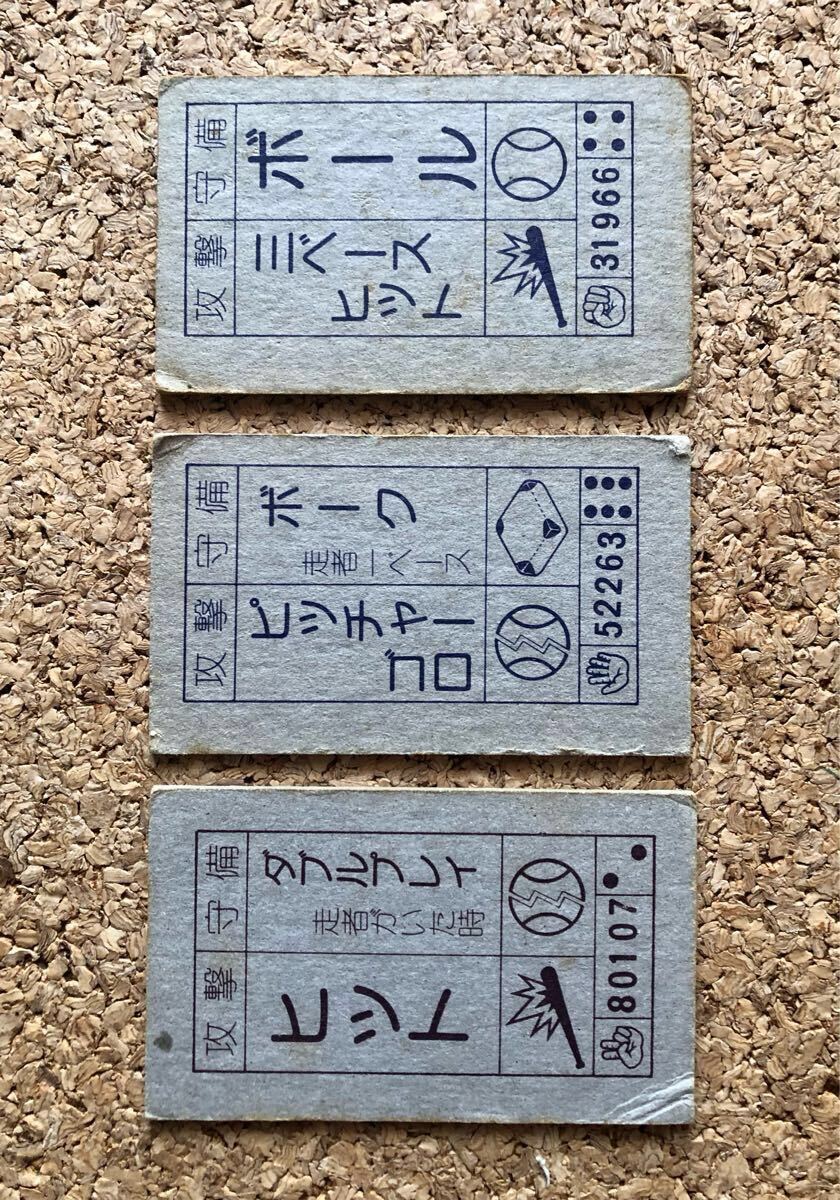 守備
ボール
攻撃
三ベース
ヒット
31966
守備
ボーク
走者一ベース
攻撃
ピッチャー
ゴロ
52263
守備
ダブルプレイ
走者がいた時
攻撃
ヒット
80107